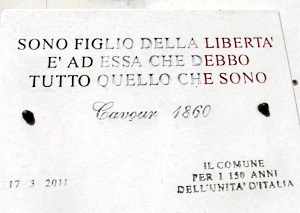 SONO FIGLIO DELLA LIBERTA'
E' AD ESSA CHE DEBBO
TUTTO QUELLO CHE SONO
Cavour 1860
17 3 2011
IL COMUNE
PER I 150 ANNI
DELL'UNITA' D'ITALIA